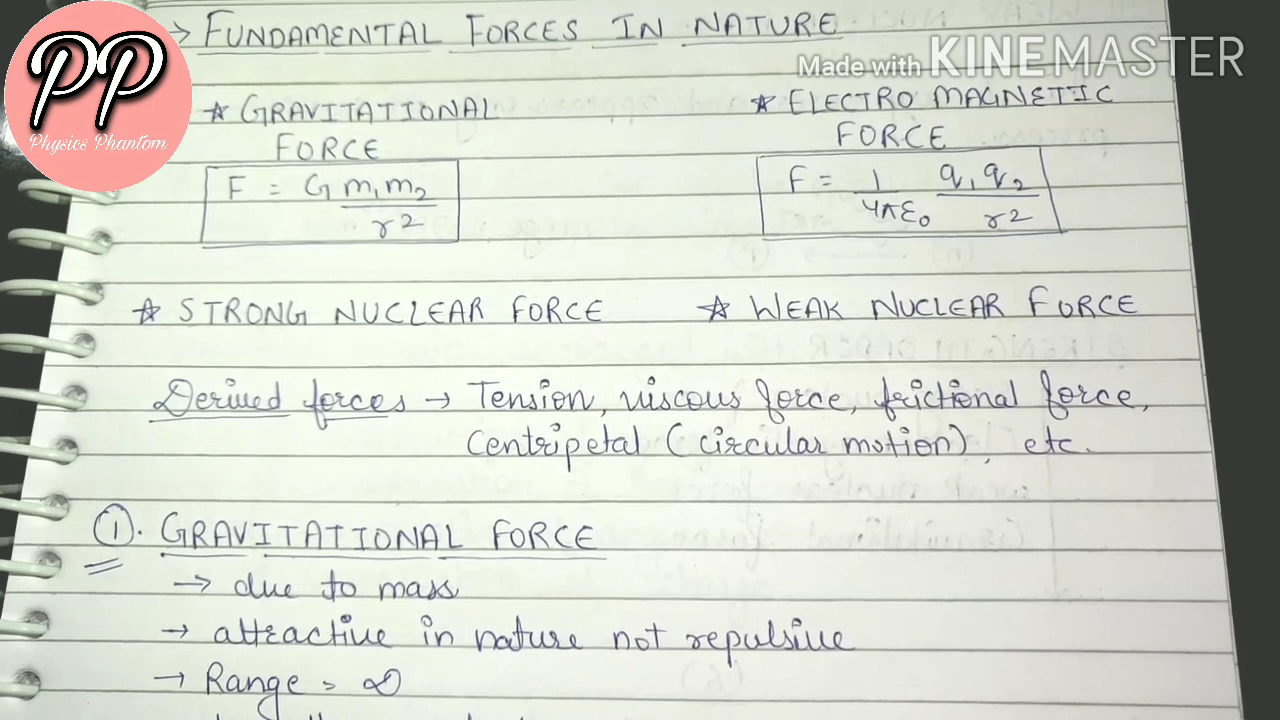 > FUNDAMENTAL FORCES IN NATURE
PP
Physics Phantom
Made with KINEMASTER
☆ GRAVITATIONAL FORCE
F = G m₁m₂ / r²
☆ ELECTRO MAGNETIC FORCE
F = 1 / 4πε₀ q₁q₂ / r²
☆ STRONG NUCLEAR FORCE
☆ WEAK NUCLEAR FORCE
Derived forces → Tension, viscous force, frictional force,
Centripetal (circular motion), etc.
①. GRAVITATIONAL FORCE
→ due to mass
→ attractive in nature not repulsive
→ Range = ∞